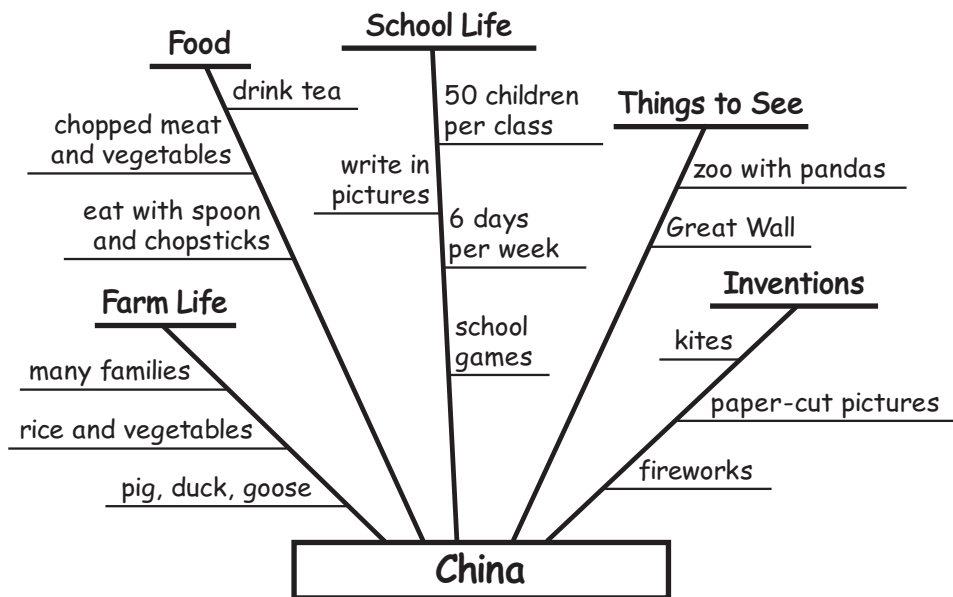 Food
drink tea
chopped meat
and vegetables
eat with spoon
and chopsticks
School Life
50 children
per class
write in
pictures
6 days
per week
school
games
Things to See
zoo with pandas
Great Wall
Farm Life
many families
rice and vegetables
pig, duck, goose
Inventions
kites
paper-cut pictures
fireworks
China